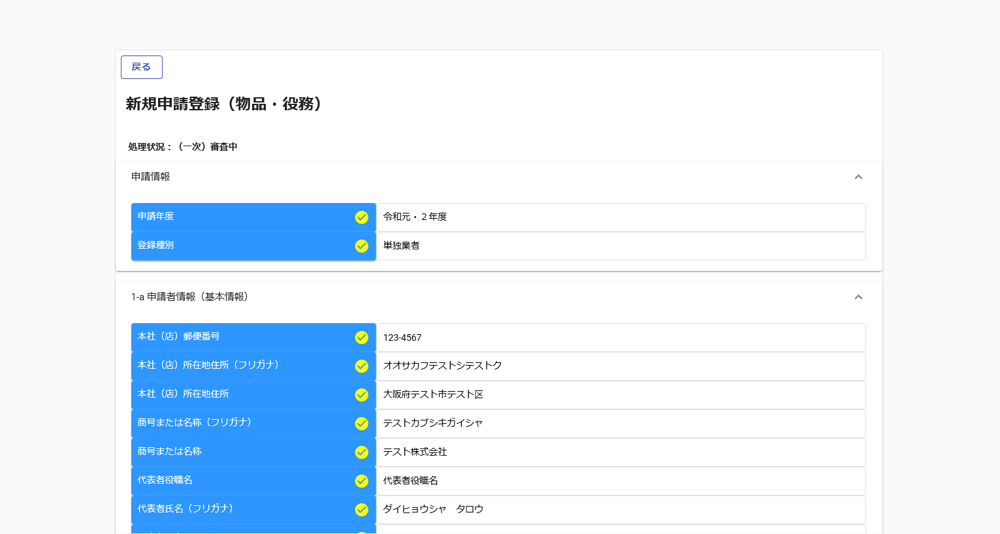 戻る
新規申請登録（物品・役務）
処理状況：（一次）審査中
申請情報
申請年度 令和元・２年度
登録種別 単独業者
1-a 申請者情報（基本情報）
本社（店）郵便番号 123-4567
本社（店）所在地住所（フリガナ） オオサカフテストシテストク
本社（店）所在地住所 大阪府テスト市テスト区
商号または名称（フリガナ） テストカブシキガイシャ
商号または名称 テスト株式会社
代表者役職名 代表者役職名
代表者氏名（フリガナ） ダイヒョウシャ　タロウ